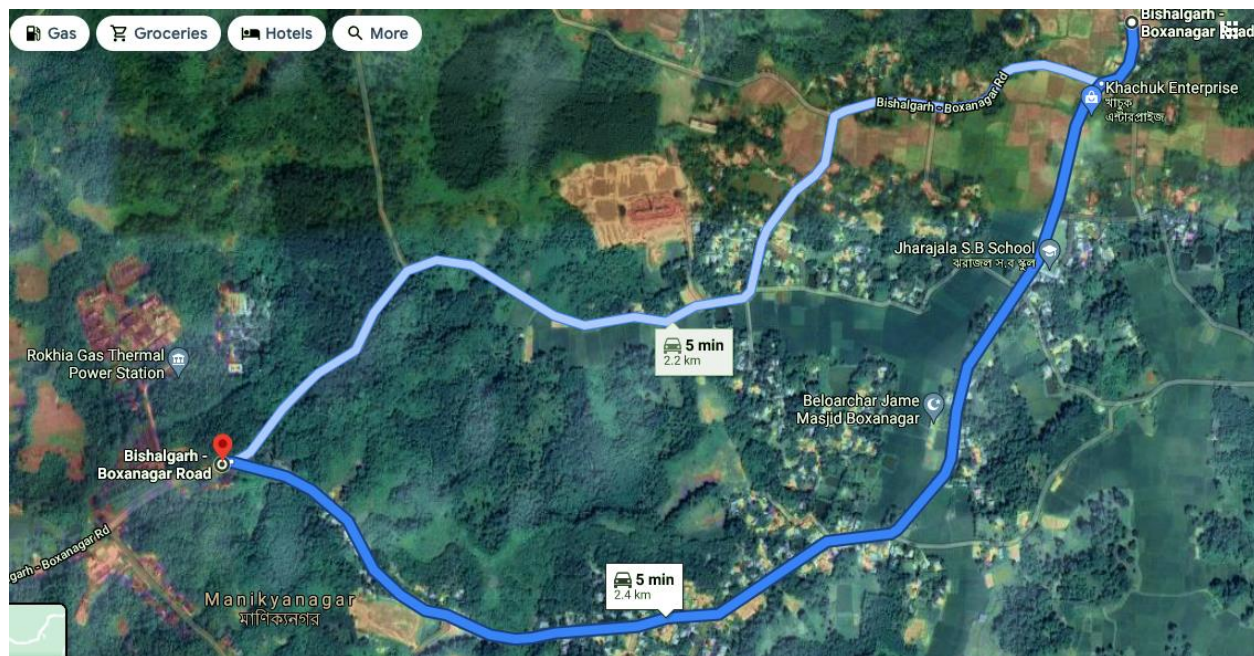 Gas
Groceries
Hotels
More
Bishalgarh -
Boxanagar Road
Bishalgarh - Boxanagar Rd
Khachuk Enterprise
খাচুক
এন্টারপ্রাইজ
Jharajala S.B School
ঝরাজল স.ব স্কুল
5 min
2.2 km
Rokhia Gas Thermal
Power Station
Beloarchar Jame
Masjid Boxanagar
Bishalgarh -
Boxanagar Road
garh - Boxanagar Rd
5 min
2.4 km
Manikyanagar
মাণিক্যনগর